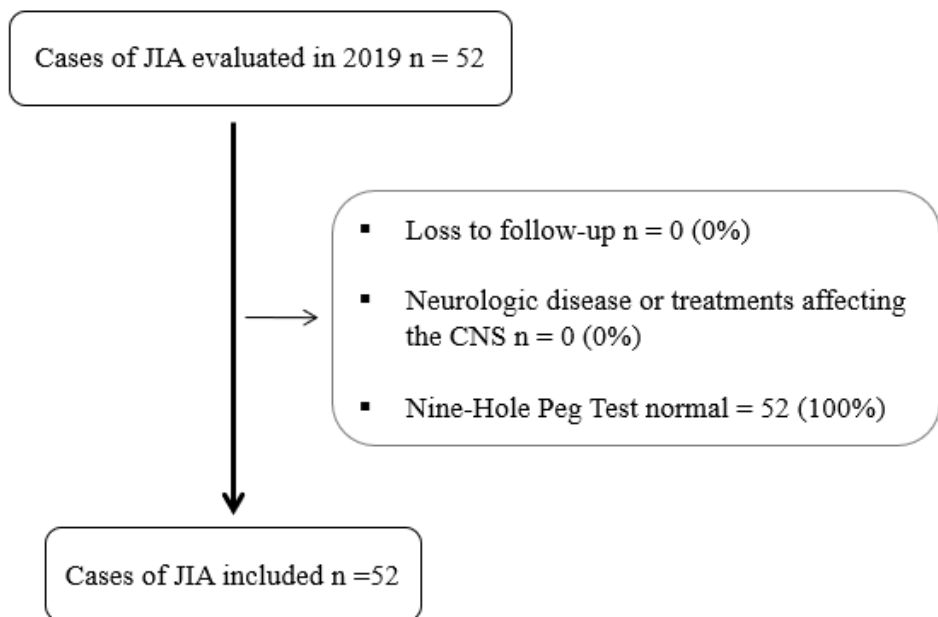 Cases of JIA evaluated in 2019 n = 52
▪ Loss to follow-up n = 0 (0%)
▪ Neurologic disease or treatments affecting
the CNS n = 0 (0%)
▪ Nine-Hole Peg Test normal = 52 (100%)
Cases of JIA included n =52